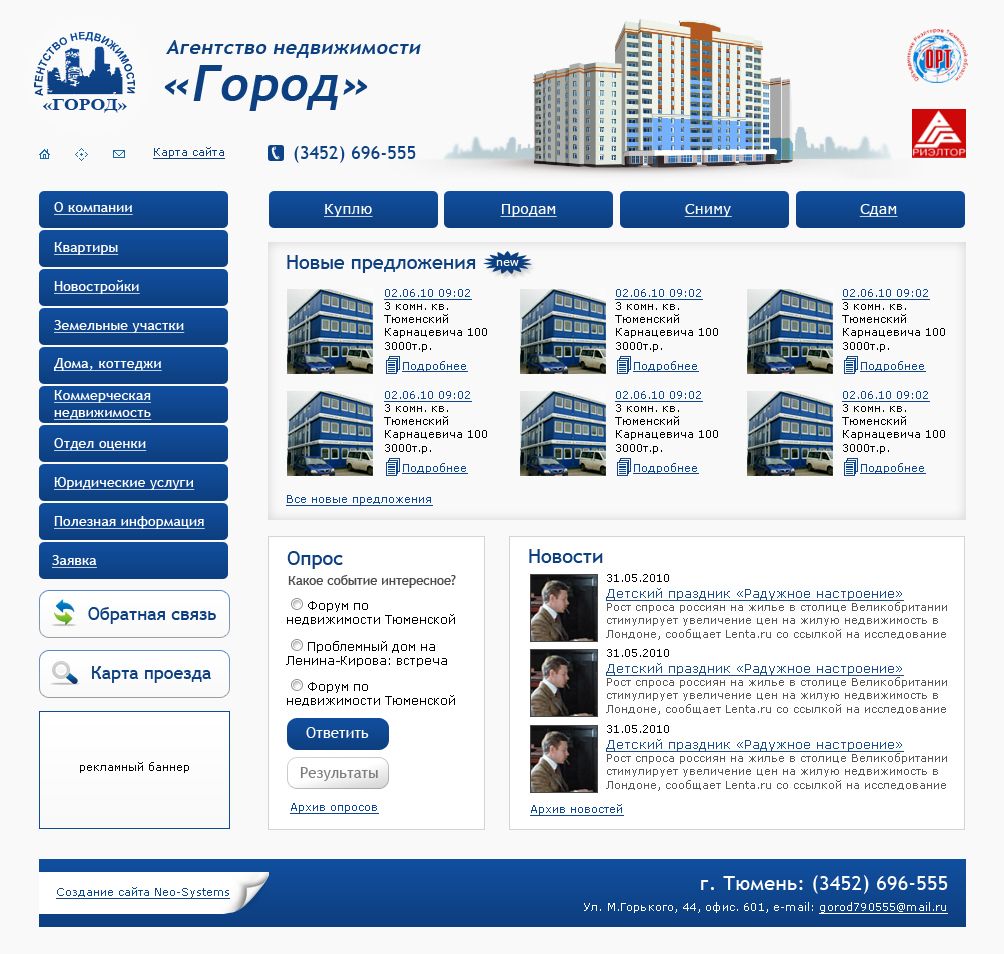 АГЕНТСТВО НЕДВИЖИМОСТИ
«ГОРОД»
Агентство недвижимости
«Город»
Карта сайта
(3452) 696-555
ОРТ
РИЭЛТОР
О компании
Квартиры
Новостройки
Земельные участки
Дома, коттеджи
Коммерческая
недвижимость
Отдел оценки
Юридические услуги
Полезная информация
Заявка
Обратная связь
Карта проезда
рекламный баннер
Куплю
Продам
Сниму
Сдам
Новые предложения
new
02.06.10 09:02
3 комн. кв.
Тюменский
Карнацевича 100
3000т.р.
Подробнее
02.06.10 09:02
3 комн. кв.
Тюменский
Карнацевича 100
3000т.р.
Подробнее
02.06.10 09:02
3 комн. кв.
Тюменский
Карнацевича 100
3000т.р.
Подробнее
02.06.10 09:02
3 комн. кв.
Тюменский
Карнацевича 100
3000т.р.
Подробнее
02.06.10 09:02
3 комн. кв.
Тюменский
Карнацевича 100
3000т.р.
Подробнее
02.06.10 09:02
3 комн. кв.
Тюменский
Карнацевича 100
3000т.р.
Подробнее
Все новые предложения
Опрос
Какое событие интересное?
Форум по
недвижимости Тюменской
Проблемный дом на
Ленина-Кирова: встреча
Форум по
недвижимости Тюменской
Ответить
Результаты
Архив опросов
Новости
31.05.2010
Детский праздник «Радужное настроение»
Рост спроса россиян на жилье в столице Великобритании
стимулирует увеличение цен на жилую недвижимость в
Лондоне, сообщает Lenta.ru со ссылкой на исследование
31.05.2010
Детский праздник «Радужное настроение»
Рост спроса россиян на жилье в столице Великобритании
стимулирует увеличение цен на жилую недвижимость в
Лондоне, сообщает Lenta.ru со ссылкой на исследование
31.05.2010
Детский праздник «Радужное настроение»
Рост спроса россиян на жилье в столице Великобритании
стимулирует увеличение цен на жилую недвижимость в
Лондоне, сообщает Lenta.ru со ссылкой на исследование
Архив новостей
Создание сайта Neo-Systems
г. Тюмень: (3452) 696-555
Ул. М.Горького, 44, офис. 601, e-mail: gorod790555@mail.ru